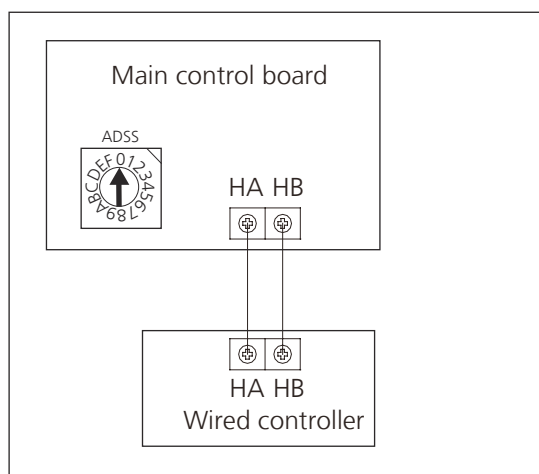 Main control board
ADSS
0123456789ABCDEF
HA HB
HA HB
Wired controller